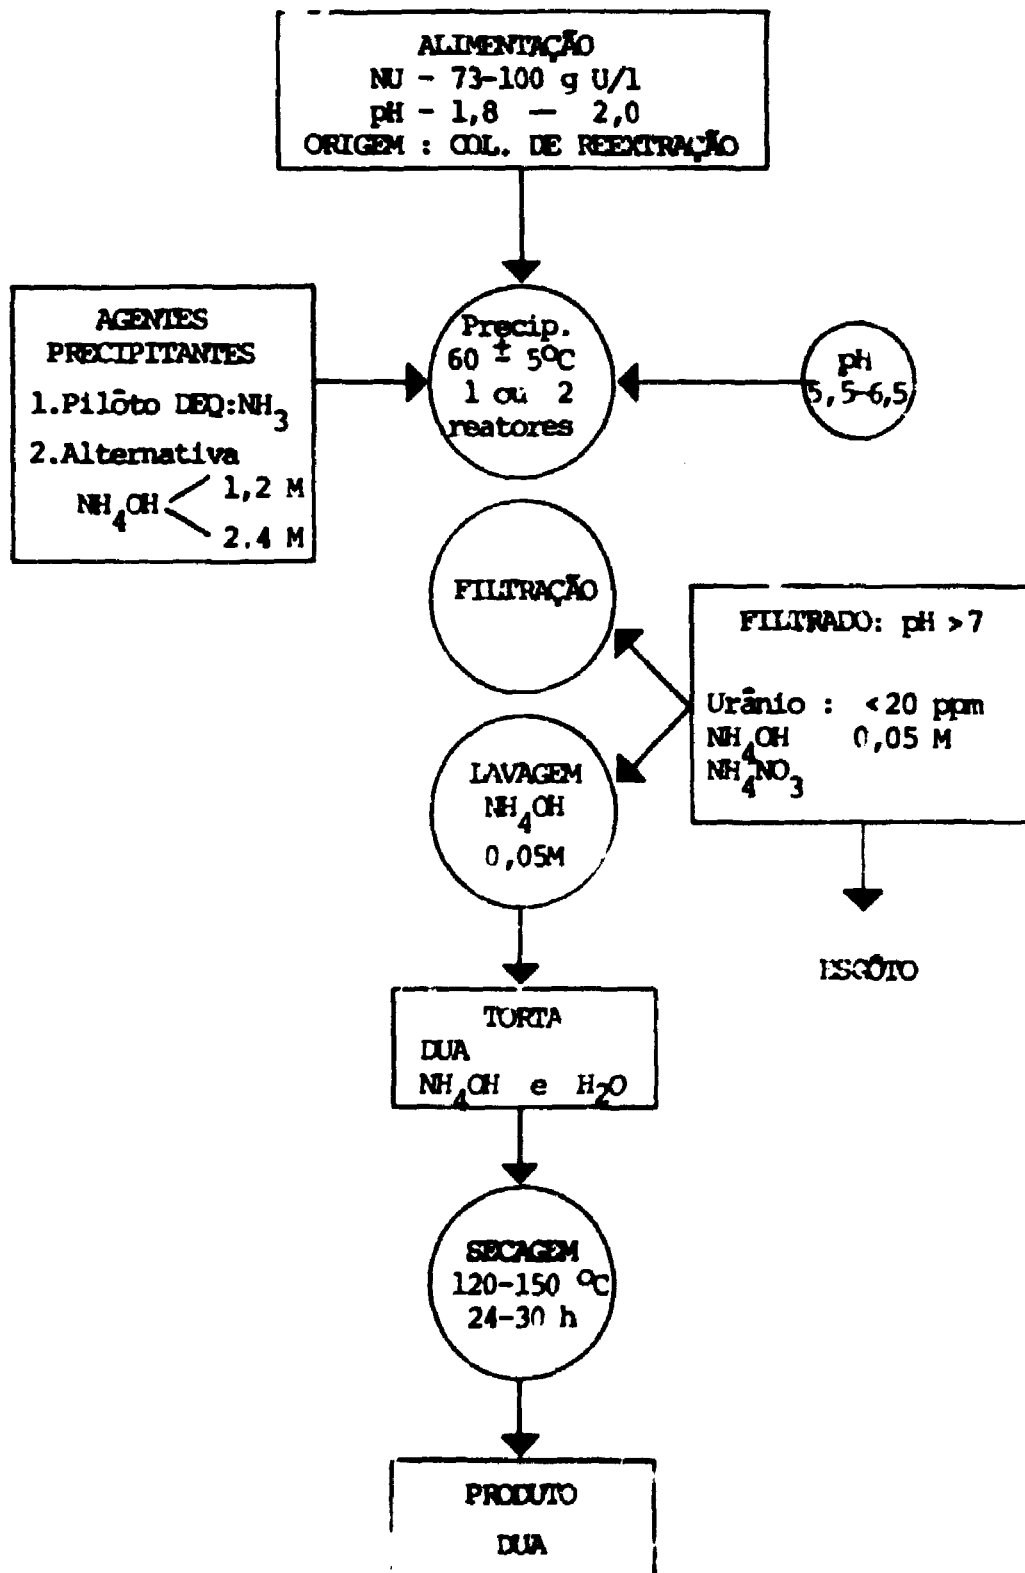 ALIMENTAÇÃO
NU - 73-100 g U/l
pH - 1,8 — 2,0
ORIGEM : COL. DE REEXTRAÇÃO
AGENTES
PRECIPITANTES
1.Pilôto DEQ:NH3
2.Alternativa
NH4OH
1,2 M
2.4 M
Precip.
60 ± 5ºC
1 ou 2
reatores
pH
5,5-6,5
FILTRAÇÃO
FILTRADO: pH >7
Urânio : <20 ppm
NH4OH 0,05 M
NH4NO3
LAVAGEM
NH4OH
0,05M
ESGÔTO
TORTA
DUA
NH4OH e H2O
SECAGEM
120-150 ºC
24-30 h
PRODUTO
DUA